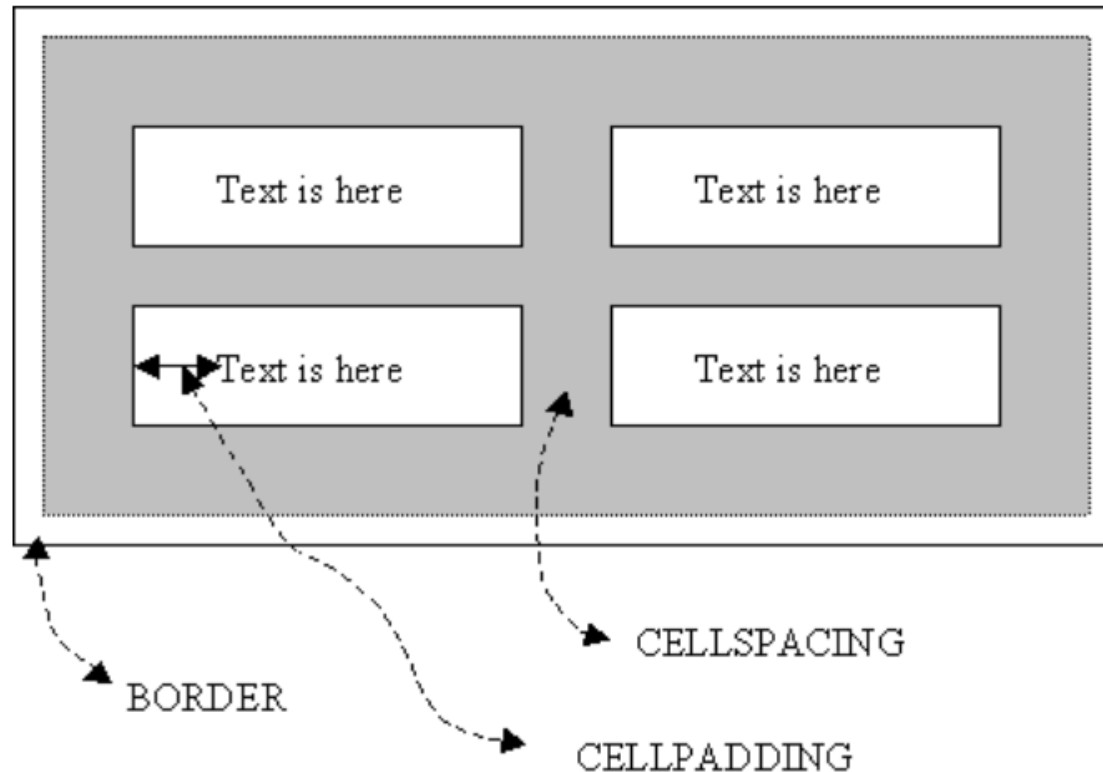 Text is here
Text is here
Text is here
Text is here
CELLSPACING
BORDER
CELLPADDING